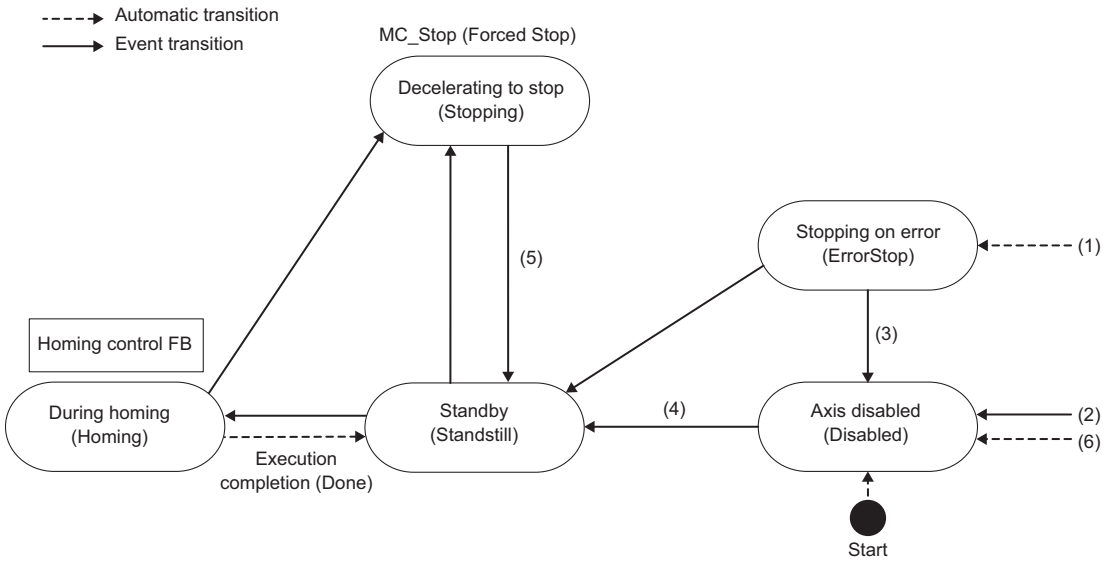 Automatic transition
Event transition
MC_Stop (Forced Stop)
Decelerating to stop
(Stopping)
Stopping on error
(ErrorStop)
(1)
(5)
(3)
Homing control FB
During homing
(Homing)
Standby
(Standstill)
(4)
Axis disabled
(Disabled)
(2)
(6)
Execution
completion (Done)
Start